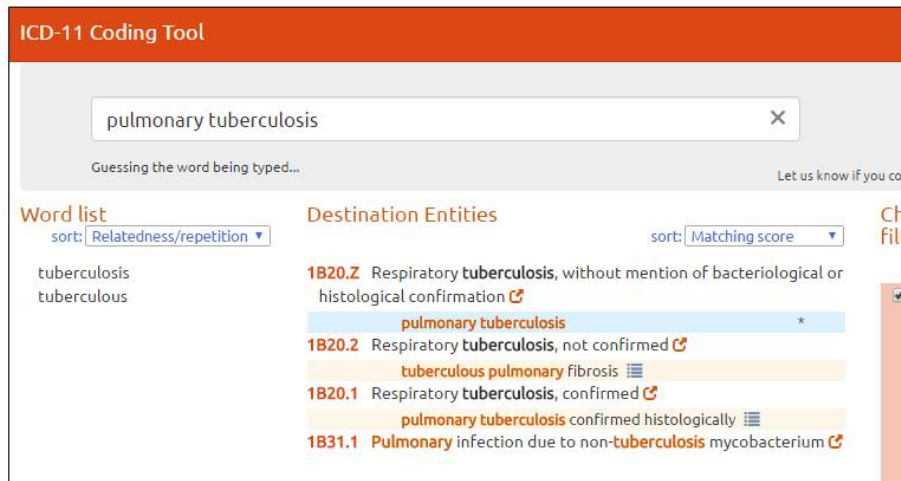 ICD-11 Coding Tool
pulmonary tuberculosis ×
Guessing the word being typed...
Let us know if you
Word list
sort: Relatedness/repetition ▼
tuberculosis
tuberculous
Destination Entities
sort: Matching score ▼
1B20.Z Respiratory tuberculosis, without mention of bacteriological or
histological confirmation
pulmonary tuberculosis *
1B20.2 Respiratory tuberculosis, not confirmed
tuberculous pulmonary fibrosis
1B20.1 Respiratory tuberculosis, confirmed
pulmonary tuberculosis confirmed histologically
1B31.1 Pulmonary infection due to non-tuberculosis mycobacterium